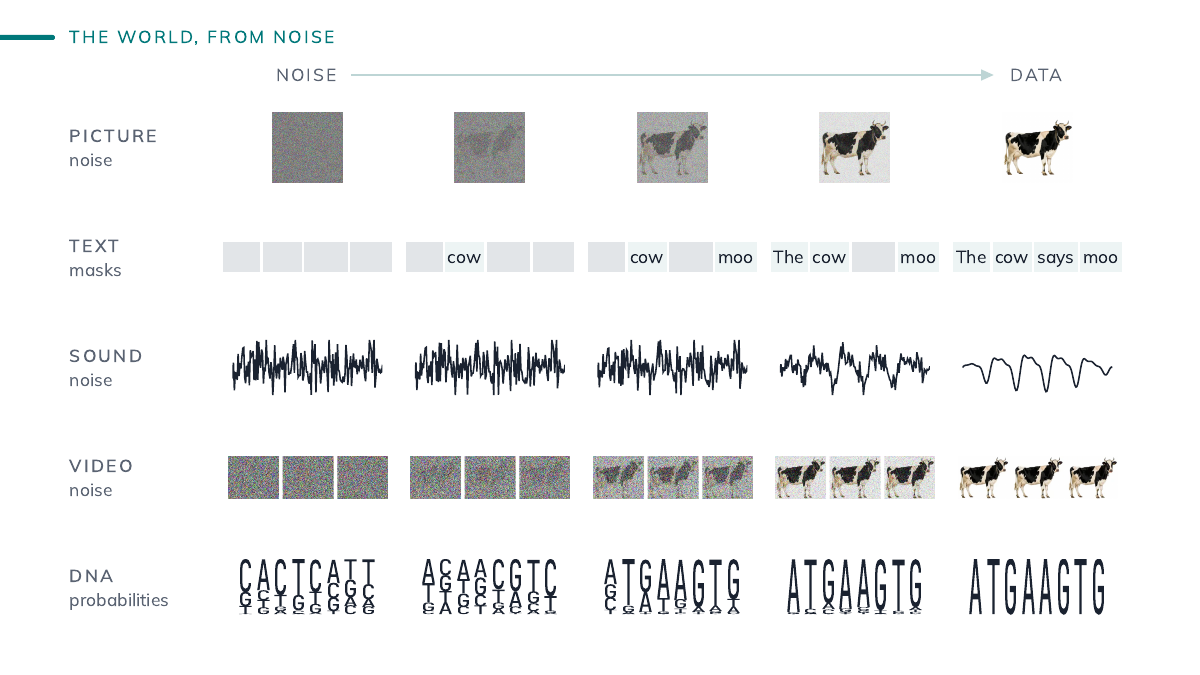 THE WORLD, FROM NOISE
NOISE DATA
PICTURE
noise
TEXT
masks
cow
cow moo
The cow moo
The cow says moo
SOUND
noise
VIDEO
noise
DNA
probabilities
CACTCATT
ACAACGTC
ATGAAGTG
ATGAAGTG
ATGAAGTG